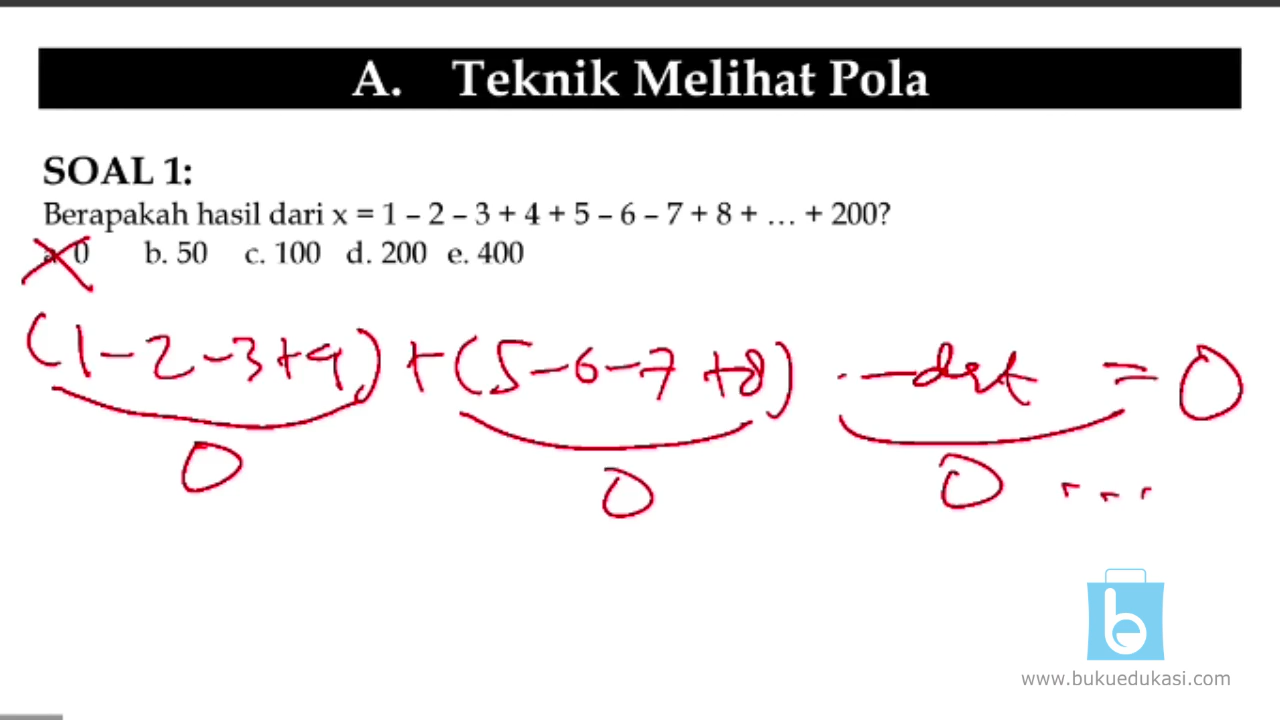 A. Teknik Melihat Pola
SOAL 1:
Berapakah hasil dari x = 1 – 2 – 3 + 4 + 5 – 6 – 7 + 8 + … + 200?
a. 0 b. 50 c. 100 d. 200 e. 400
(1-2-3+4) + (5-6-7+8) ... dst = 0
0 0 0 ...
b
www.bukuedukasi.com